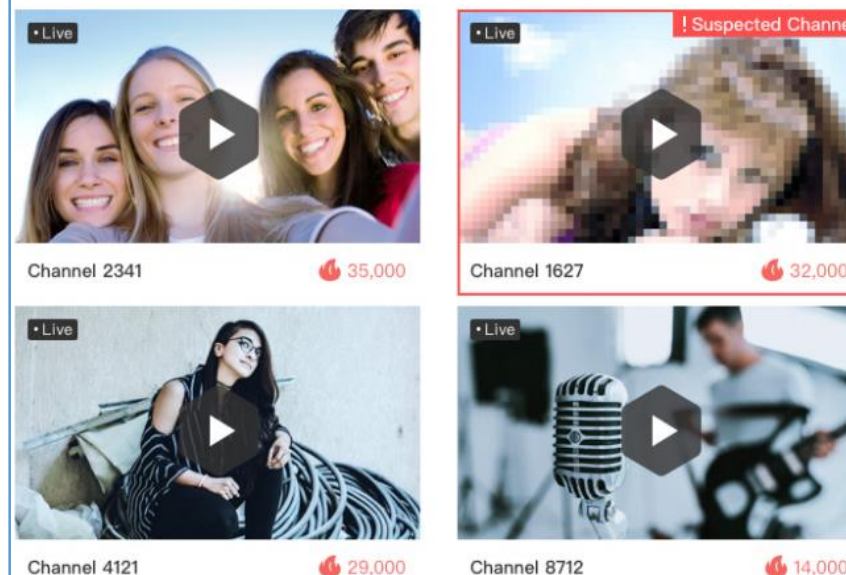 • Live
! Suspected Channe
• Live
Channel 2341
35,000
Channel 1627
32,000
• Live
• Live
Channel 4121
29,000
Channel 8712
14,000